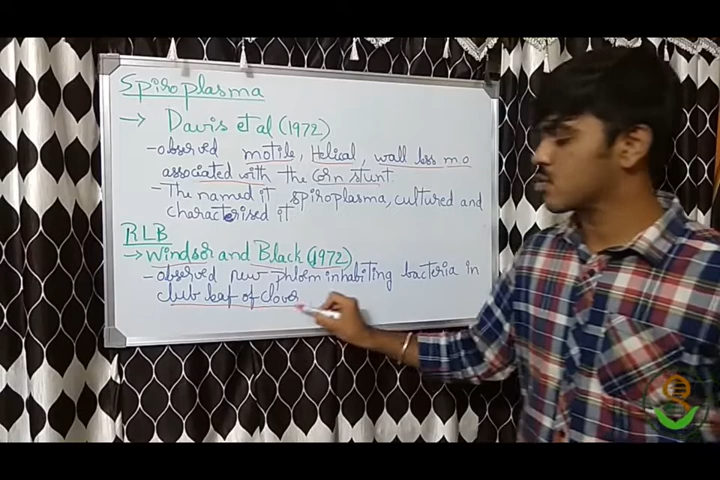 Spiroplasma
→ Davis et al (1972)
- observed motile, Helical, wall less m o
associated with the Corn stunt.
- The named it spiroplasma, cultured and
characterised it
RLB
→ Windsor and Black (1972)
- observed new phloem inhabiting bacteria in
club leaf of clover